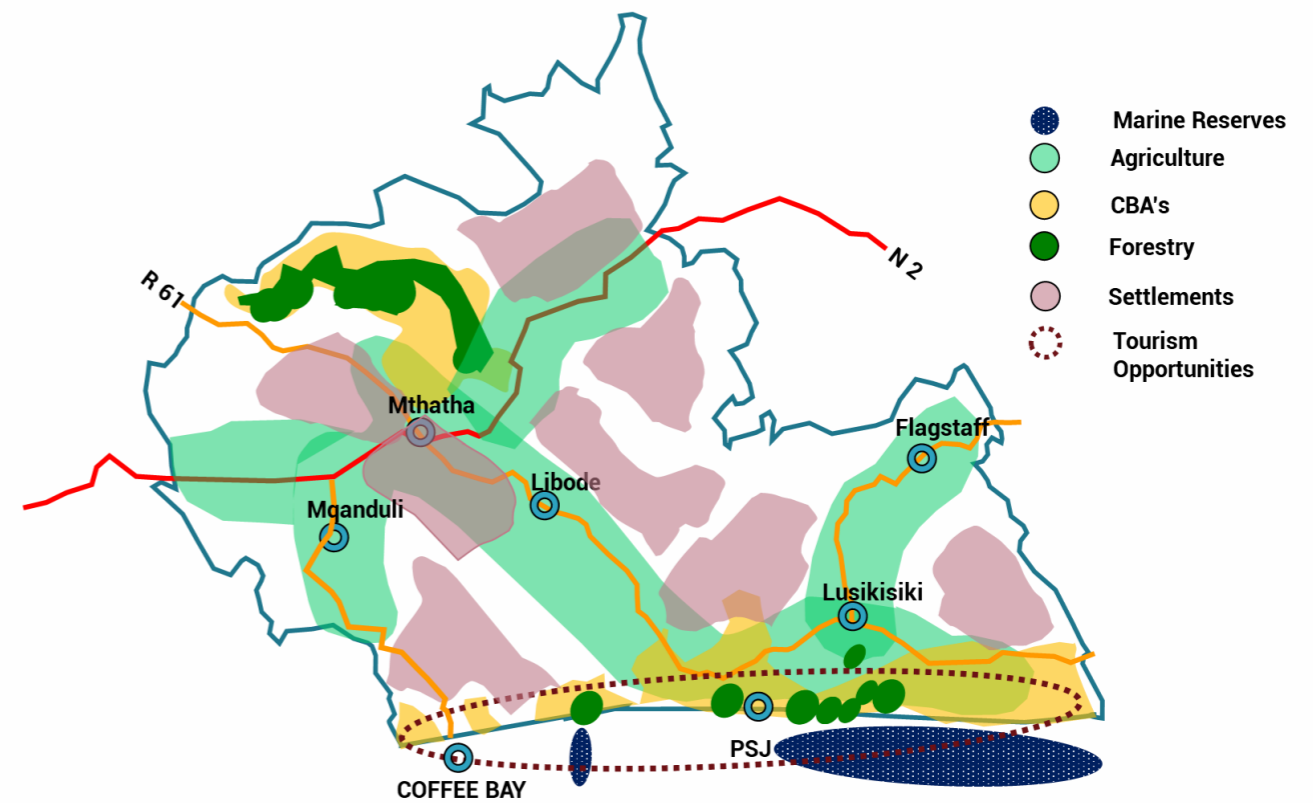 Marine Reserves
Agriculture
CBA's
Forestry
Settlements
Tourism
Opportunities
N 2
R 61
Mthatha
Flagstaff
Libode
Mqanduli
Lusikisiki
PSJ
COFFEE BAY